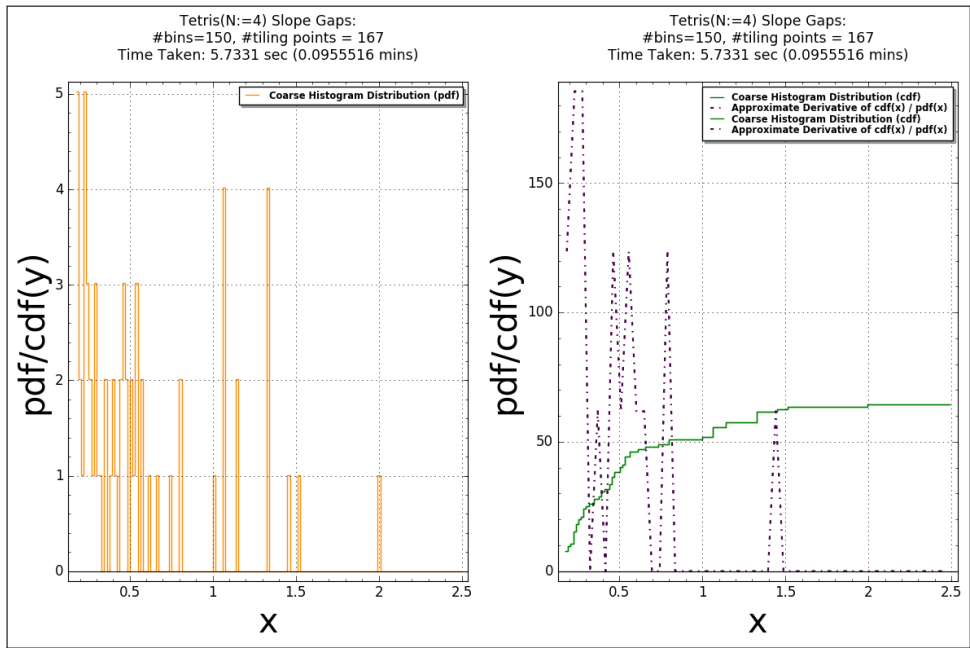 Tetris(N:=4) Slope Gaps:
#bins=150, #tiling points = 167
Time Taken: 5.7331 sec (0.0955516 mins)
Coarse Histogram Distribution (pdf)
pdf/cdf(y)
5
4
3
2
1
0
0.5
1
1.5
2
2.5
x
Tetris(N:=4) Slope Gaps:
#bins=150, #tiling points = 167
Time Taken: 5.7331 sec (0.0955516 mins)
Coarse Histogram Distribution (cdf)
Approximate Derivative of cdf(x) / pdf(x)
Coarse Histogram Distribution (cdf)
Approximate Derivative of cdf(x) / pdf(x)
pdf/cdf(y)
150
100
50
0
0.5
1
1.5
2
2.5
x